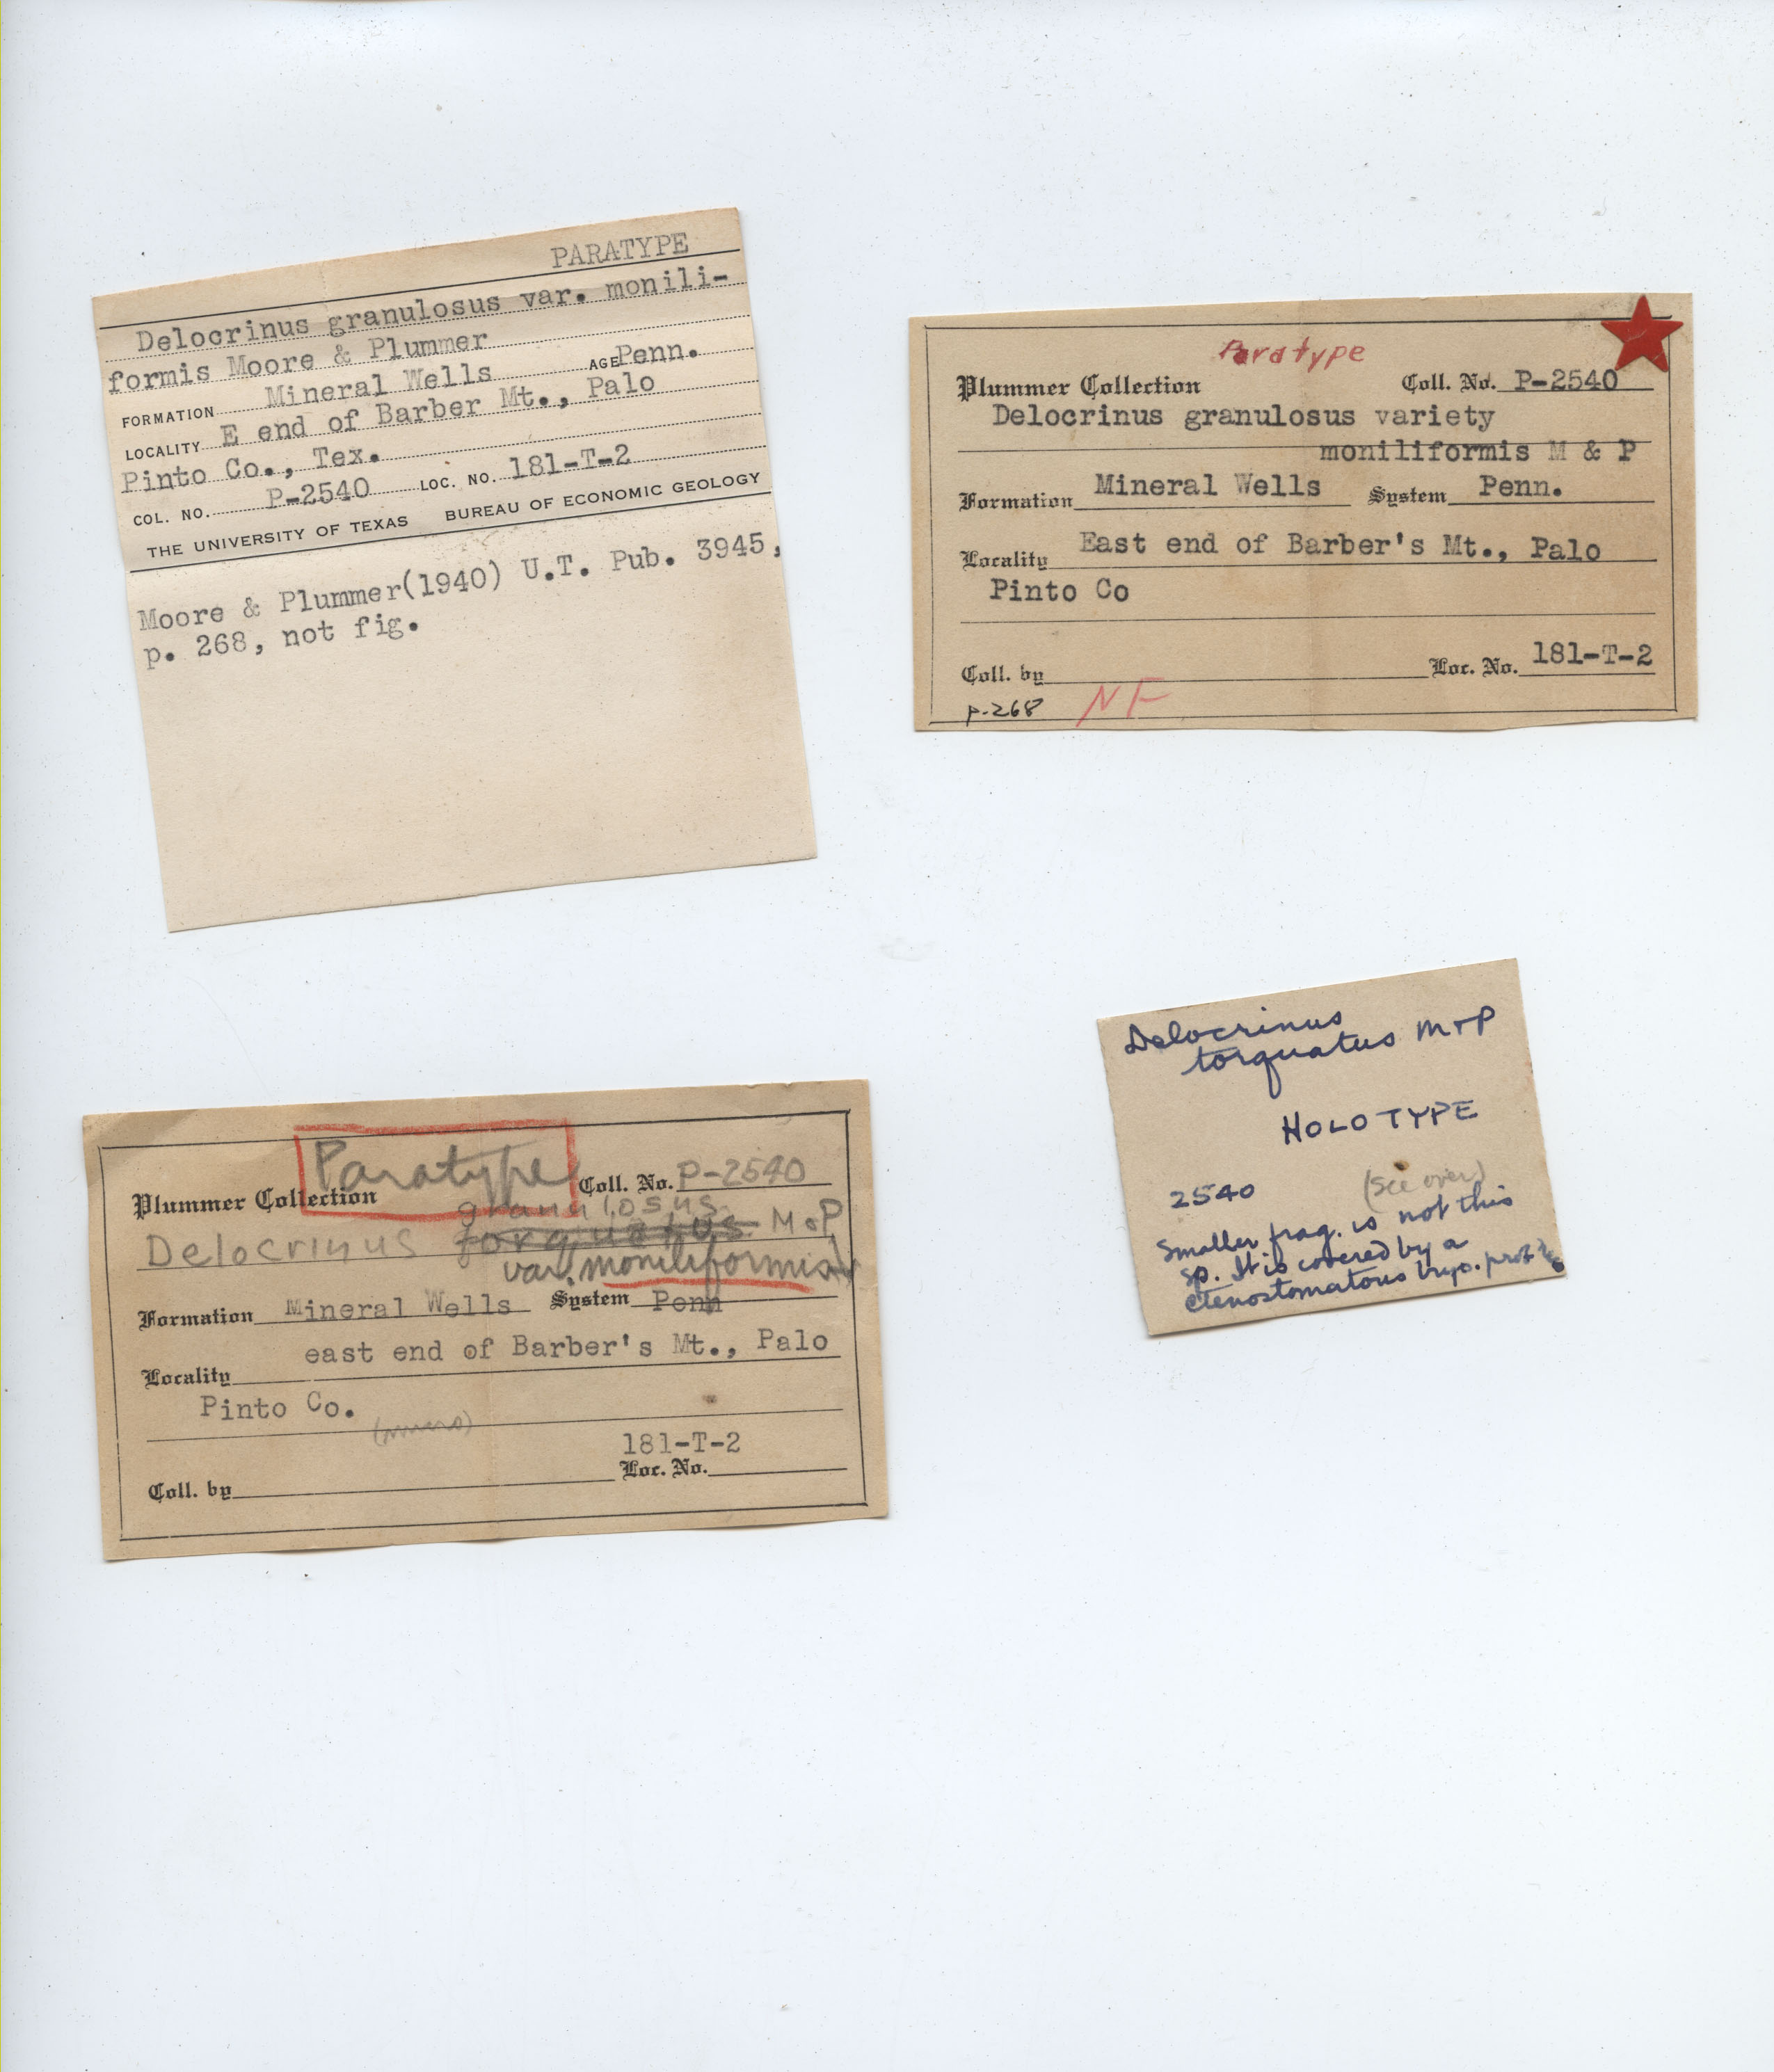 PARATYPE
Delocrinus granulosus var. monili-
formis Moore & Plummer
FORMATION Mineral Wells AGE Penn.
LOCALITY E end of Barber Mt., Palo
Pinto Co., Tex.
COL. NO. P-2540 LOC. NO. 181-T-2
THE UNIVERSITY OF TEXAS BUREAU OF ECONOMIC GEOLOGY
Moore & Plummer(1940) U.T. Pub. 3945,
p. 268, not fig.
Paratype
Plummer Collection Coll. No. P-2540
Delocrinus granulosus variety
moniliformis M & P
Formation Mineral Wells System Penn.
Locality East end of Barber's Mt., Palo
Pinto Co
Coll. by Loc. No. 181-T-2
p.268 NF
Paratype
Plummer Collection Coll. No. P-2540
granulosus
Delocrinus torquatus M & P
var. moniliformis
Formation Mineral Wells System Penn
Locality east end of Barber's Mt., Palo
Pinto Co.
181-T-2
Coll. by Loc. No.
Delocrinus
torquatus M+P
HOLOTYPE
(see over)
2540
Smaller frag. is not this
sp. It is covered by a
ctenostomatous bryo.